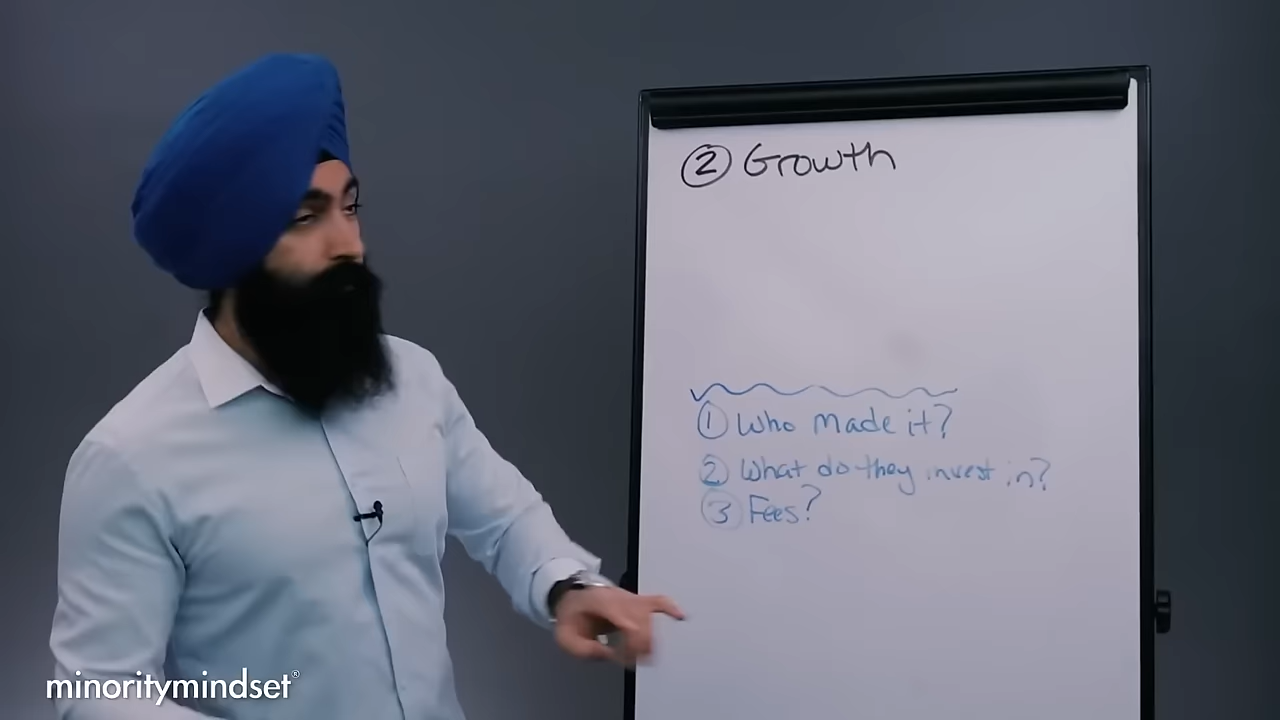 ② Growth
① Who made it?
② What do they invest in?
③ Fees?
minoritymindset®